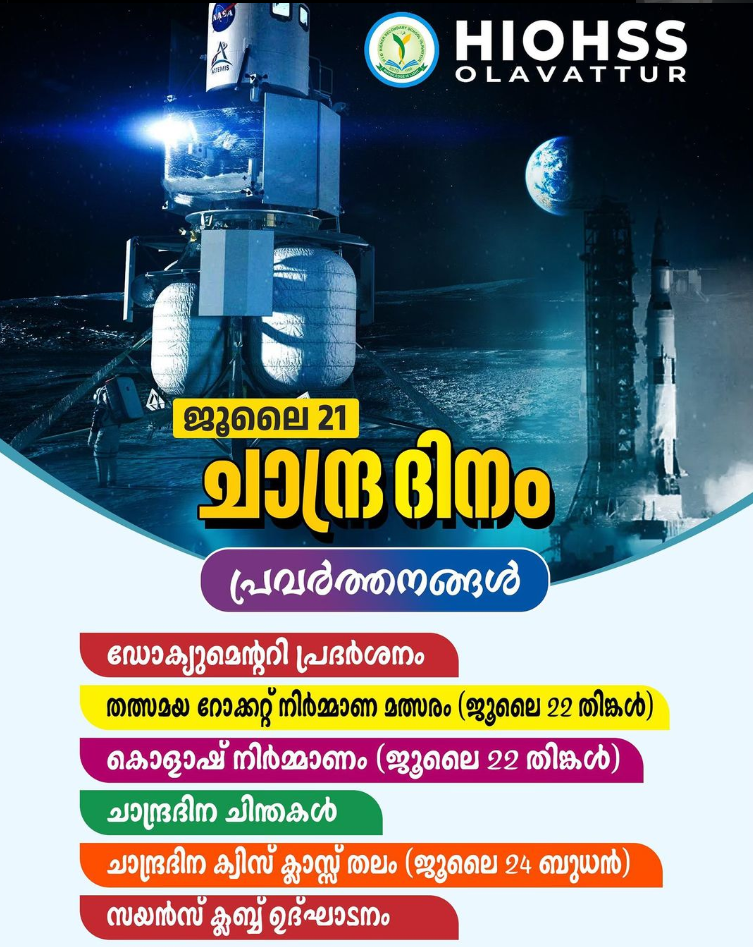 NASA
HIOHSS
OLAVATTUR
ജൂലൈ 21
ചാന്ദ്ര ദിനം
പ്രവർത്തനങ്ങൾ
ഡോക്യുമെന്ററി പ്രദർശനം
തത്സമയ റോക്കറ്റ് നിർമ്മാണ മത്സരം (ജൂലൈ 22 തിങ്കൾ)
കൊളാഷ് നിർമ്മാണം (ജൂലൈ 22 തിങ്കൾ)
ചാന്ദ്രദിന ചിന്തകൾ
ചാന്ദ്രദിന ക്വിസ് ക്ലാസ്സ് തലം (ജൂലൈ 24 ബുധൻ)
സയൻസ് ക്ലബ്ബ് ഉദ്ഘാടനം